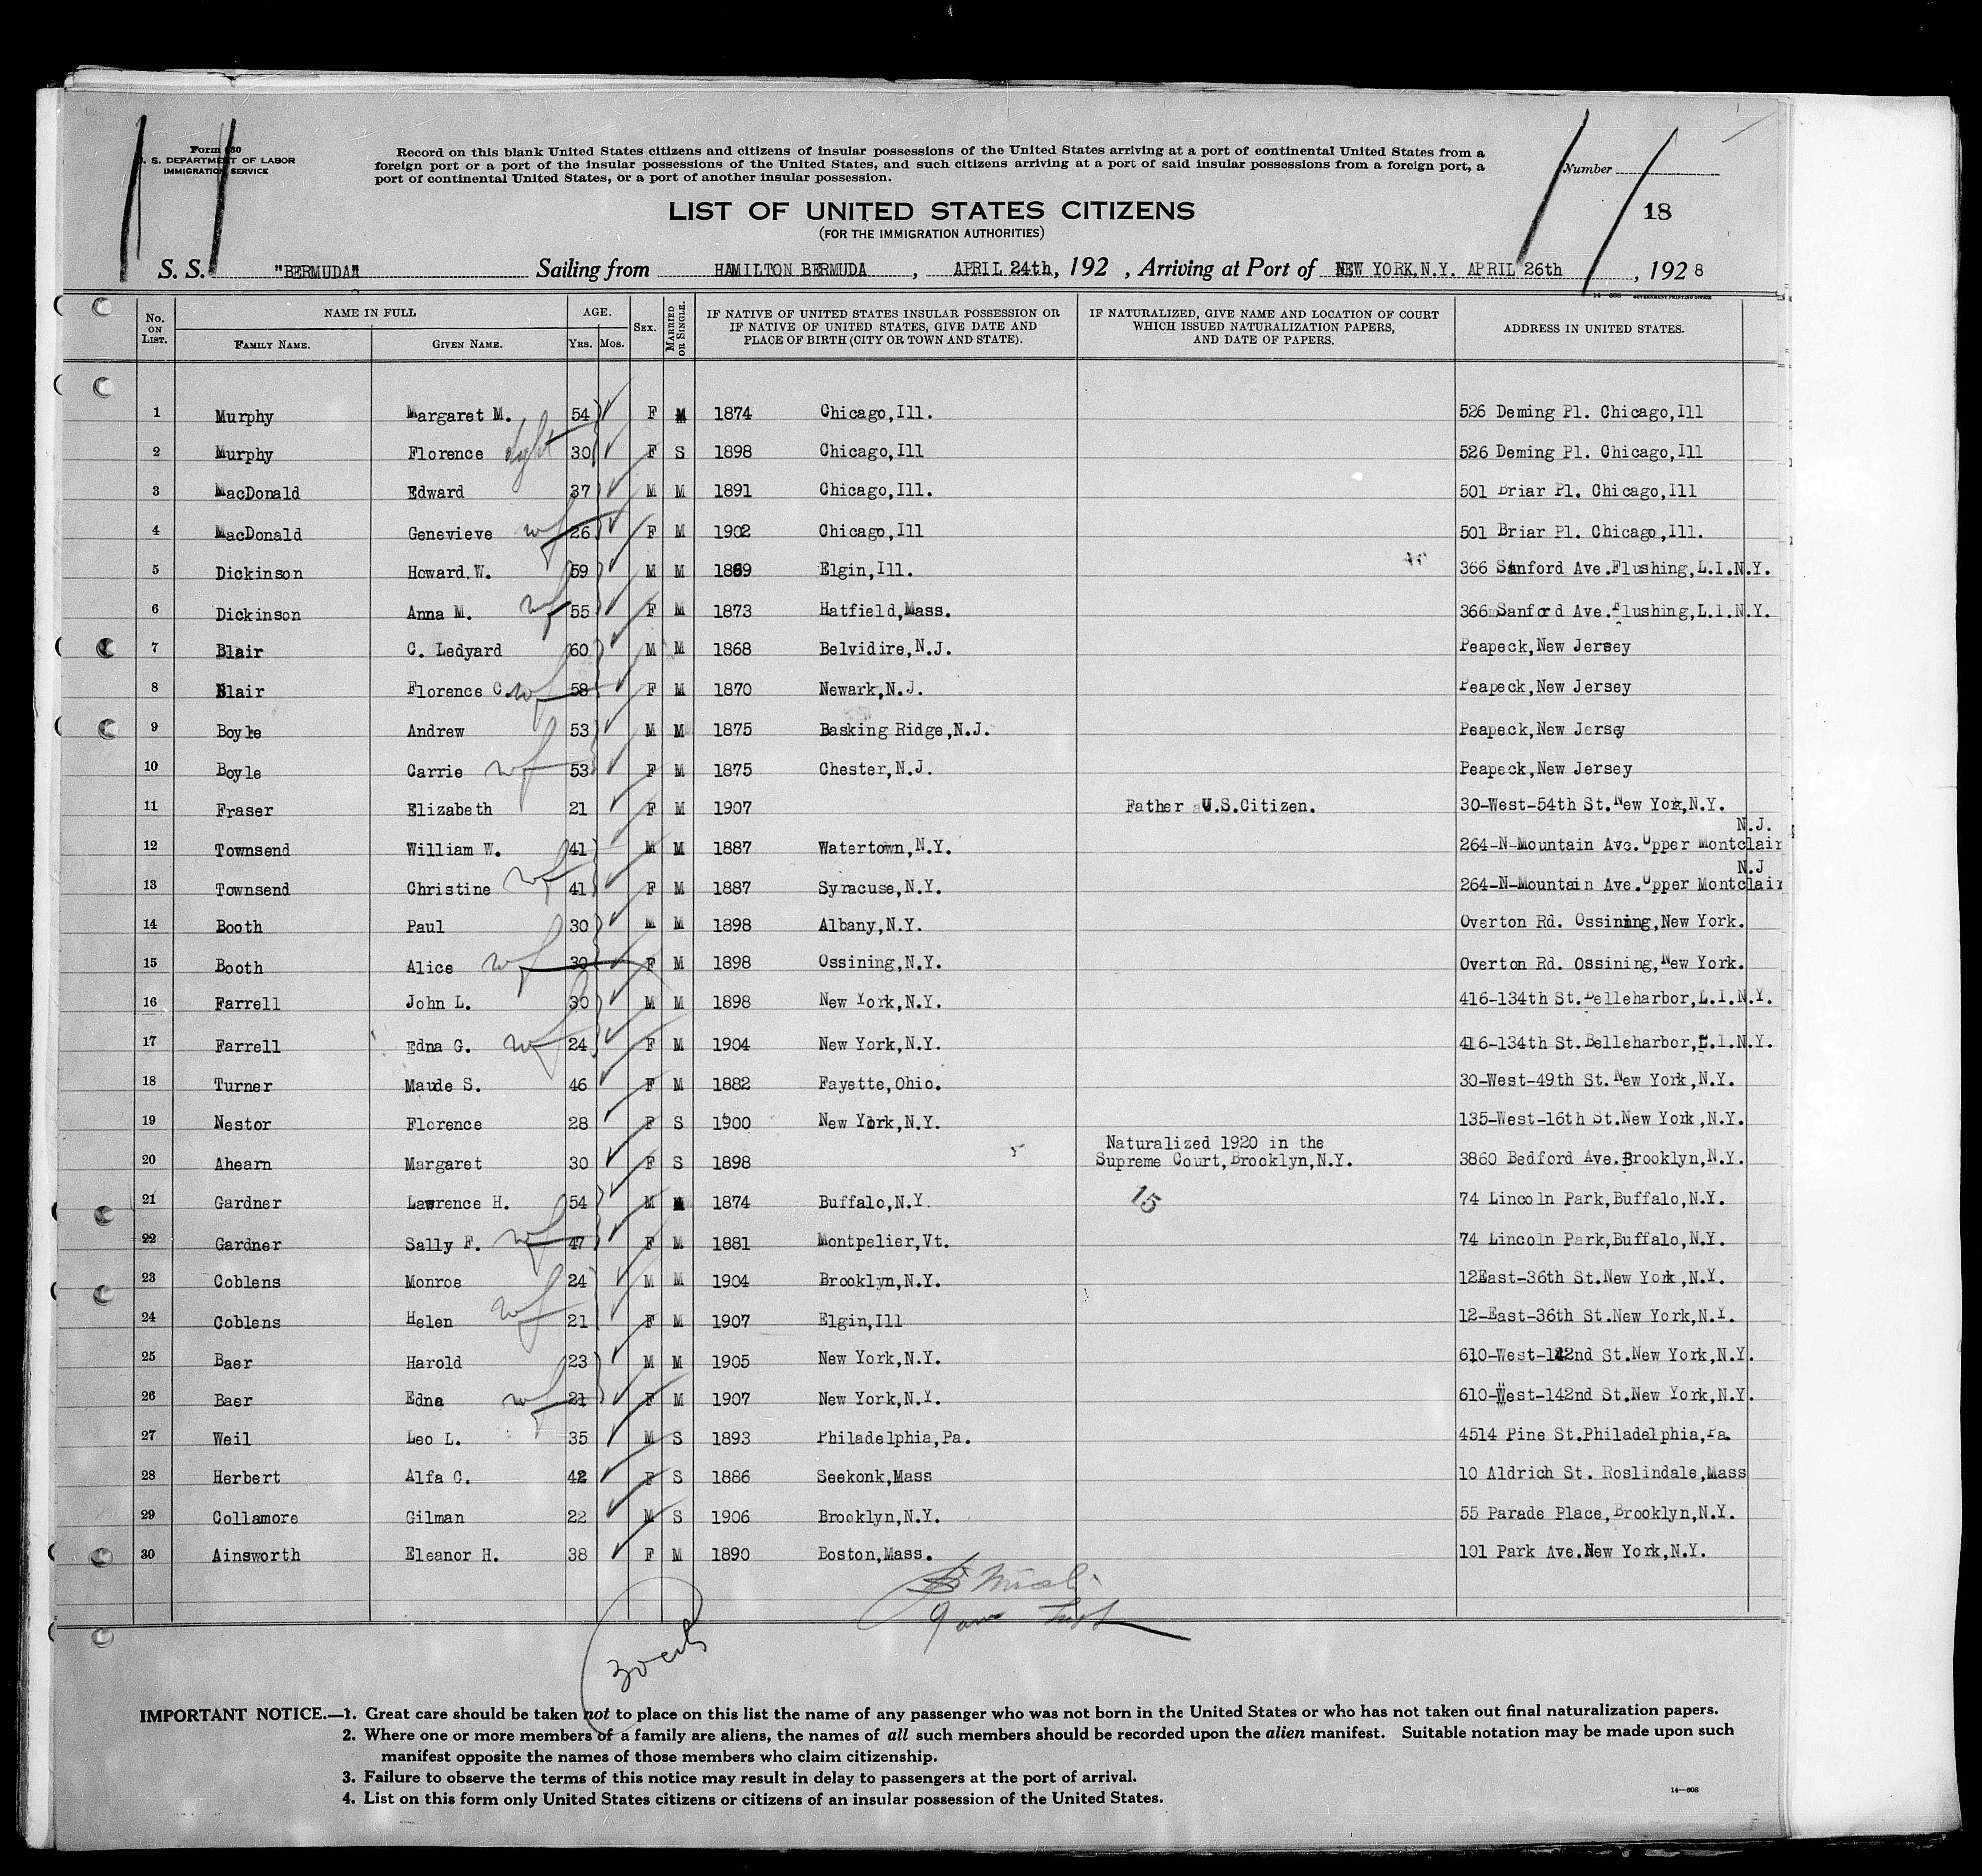 Form 630
U. S. DEPARTMENT OF LABOR
IMMIGRATION SERVICE
Record on this blank United States citizens and citizens of insular possessions of the United States arriving at a port of continental United States from a
foreign port or a port of the insular possessions of the United States, and such citizens arriving at a port of said insular possessions from a foreign port, a
port of continental United States, or a port of another insular possession.
Number
18
LIST OF UNITED STATES CITIZENS
(FOR THE IMMIGRATION AUTHORITIES)
S. S. "BERMUDA" Sailing from HAMILTON BERMUDA, APRIL 24th, 192 , Arriving at Port of NEW YORK.N.Y. APRIL 26th, 1928
14—808 GOVERNMENT PRINTING OFFICE
No. ON LIST. NAME IN FULL FAMILY NAME. GIVEN NAME. AGE. YRS. MOS. SEX. MARRIED OR SINGLE. IF NATIVE OF UNITED STATES INSULAR POSSESSION OR IF NATIVE OF UNITED STATES, GIVE DATE AND PLACE OF BIRTH (CITY OR TOWN AND STATE). IF NATURALIZED, GIVE NAME AND LOCATION OF COURT WHICH ISSUED NATURALIZATION PAPERS, AND DATE OF PAPERS. ADDRESS IN UNITED STATES.
1 Murphy Margaret M. 54 F M 1874 Chicago,Ill. 526 Deming Pl. Chicago,Ill
2 Murphy Florence 30 F S 1898 Chicago,Ill 526 Deming Pl. Chicago,Ill
3 MacDonald Edward 37 M M 1891 Chicago,Ill. 501 Briar Pl. Chicago,Ill
4 MacDonald Genevieve wf 26 F M 1902 Chicago,Ill 501 Briar Pl. Chicago,Ill.
5 Dickinson Howard.W. 59 M M 1869 Elgin,Ill. 366 Sanford Ave.Flushing,L.I.N.Y.
6 Dickinson Anna M. wf 55 F M 1873 Hatfield,Mass. 366 Sanford Ave.Flushing,L.I.N.Y.
7 Blair C. Ledyard 60 M M 1868 Belvidire,N.J. Peapeck,New Jersey
8 Blair Florence C. wf 58 F M 1870 Newark,N.J. Peapeck,New Jersey
9 Boyle Andrew 53 M M 1875 Basking Ridge,N.J. Peapeck,New Jersey
10 Boyle Carrie wf 53 F M 1875 Chester,N.J. Peapeck,New Jersey
11 Fraser Elizabeth 21 F M 1907 Father aU.S.Citizen. 30-West-54th St.New York,N.Y.
N.J.
12 Townsend William W. 41 M M 1887 Watertown,N.Y. 264-N-Mountain Ave.Upper Montclair
N.J
13 Townsend Christine wf 41 F M 1887 Syracuse,N.Y. 264-N-Mountain Ave.Upper Montclair
14 Booth Paul 30 M M 1898 Albany,N.Y. Overton Rd. Ossining,New York.
15 Booth Alice wf 30 F M 1898 Ossining,N.Y. Overton Rd. Ossining,New York.
16 Farrell John L. 30 M M 1898 New York,N.Y. 416-134th St.Belleharbor,L.I.N.Y.
17 Farrell Edna G. wf 24 F M 1904 New York,N.Y. 416-134th St.Belleharbor,L.I.N.Y.
18 Turner Maude S. 46 F M 1882 Fayette,Ohio. 30-West-49th St.New York,N.Y.
19 Nestor Florence 28 F S 1900 New York,N.Y. 135-West-16th St.New York,N.Y.
Naturalized 1920 in the
20 Ahearn Margaret 30 F S 1898 Supreme Court,Brooklyn,N.Y. 3860 Bedford Ave.Brooklyn,N.Y.
21 Gardner Lawrence H. 54 M M 1874 Buffalo,N.Y. 15 74 Lincoln Park,Buffalo,N.Y.
22 Gardner Sally F. wf 47 F M 1881 Montpelier,Vt. 74 Lincoln Park,Buffalo,N.Y.
23 Coblens Monroe 24 M M 1904 Brooklyn,N.Y. 12East-36th St.New York,N.Y.
24 Coblens Helen wf 21 F M 1907 Elgin,Ill 12-East-36th St.New York,N.Y.
25 Baer Harold 23 M M 1905 New York,N.Y. 610-West-142nd St.New York,N.Y.
26 Baer Edna wf 21 F M 1907 New York,N.Y. 610-West-142nd St.New York,N.Y.
27 Weil Leo L. 35 M S 1893 Philadelphia,Pa. 4514 Pine St.Philadelphia,Pa.
28 Herbert Alfa C. 42 F S 1886 Seekonk,Mass 10 Aldrich St. Roslindale,Mass
29 Collamore Gilman 22 M S 1906 Brooklyn,N.Y. 55 Parade Place,Brooklyn,N.Y.
30 Ainsworth Eleanor H. 38 F M 1890 Boston,Mass. 101 Park Ave.New York,N.Y.
IMPORTANT NOTICE.—1. Great care should be taken not to place on this list the name of any passenger who was not born in the United States or who has not taken out final naturalization papers.
2. Where one or more members of a family are aliens, the names of all such members should be recorded upon the alien manifest. Suitable notation may be made upon such
manifest opposite the names of those members who claim citizenship.
3. Failure to observe the terms of this notice may result in delay to passengers at the port of arrival.
4. List on this form only United States citizens or citizens of an insular possession of the United States.
14—808